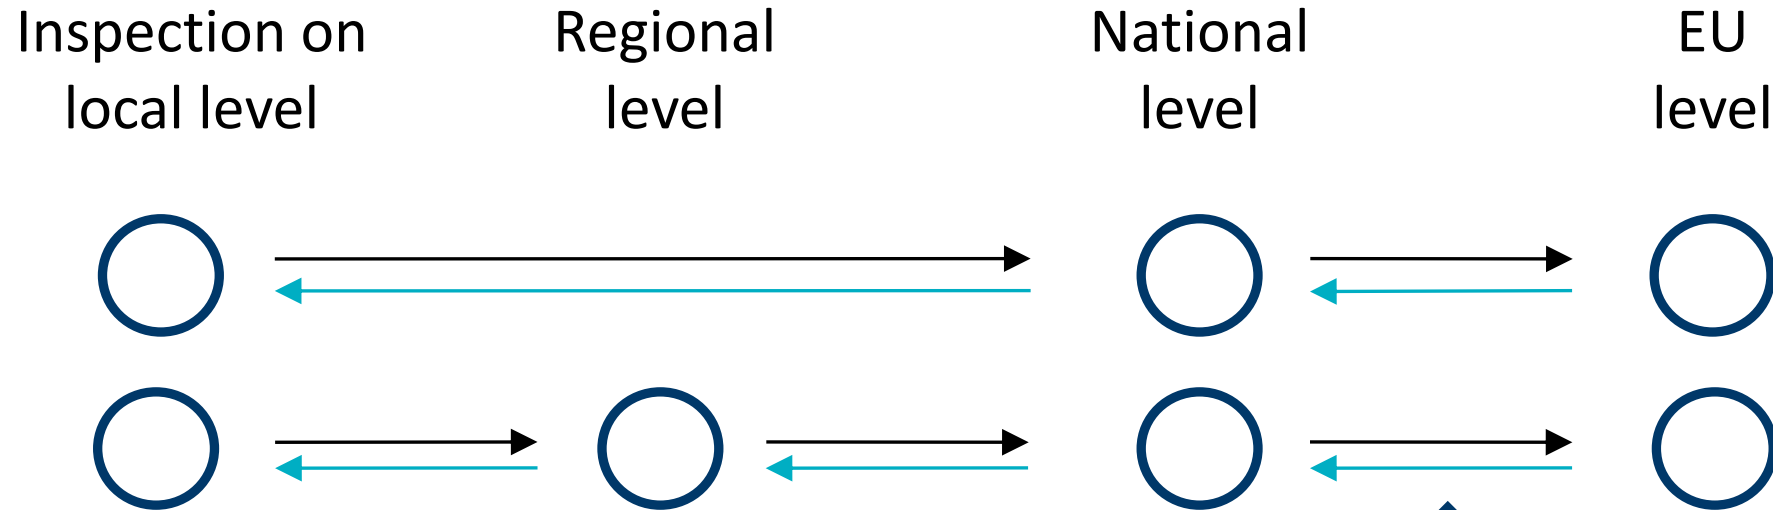 Inspection on
local level
Regional
level
National
level
EU
level